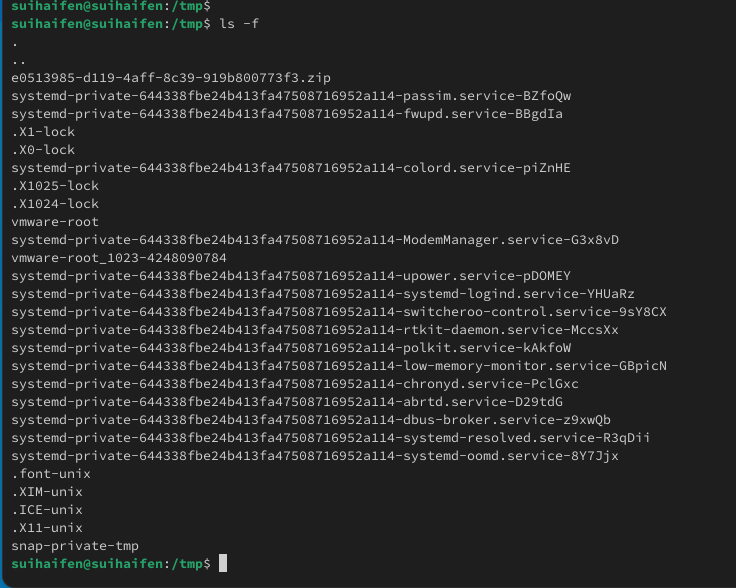 suihaifen@suihaifen:/tmp$
suihaifen@suihaifen:/tmp$ ls -f
.
..
e0513985-d119-4aff-8c39-919b800773f3.zip
systemd-private-644338fbe24b413fa47508716952a114-passim.service-BZfoQw
systemd-private-644338fbe24b413fa47508716952a114-fwupd.service-BBgdIa
.X1-lock
.X0-lock
systemd-private-644338fbe24b413fa47508716952a114-colord.service-piZnHE
.X1025-lock
.X1024-lock
vmware-root
systemd-private-644338fbe24b413fa47508716952a114-ModemManager.service-G3x8vD
vmware-root_1023-4248090784
systemd-private-644338fbe24b413fa47508716952a114-upower.service-pDOMEY
systemd-private-644338fbe24b413fa47508716952a114-systemd-logind.service-YHUaRz
systemd-private-644338fbe24b413fa47508716952a114-switcheroo-control.service-9sY8CX
systemd-private-644338fbe24b413fa47508716952a114-rtkit-daemon.service-MccsXx
systemd-private-644338fbe24b413fa47508716952a114-polkit.service-kAkfoW
systemd-private-644338fbe24b413fa47508716952a114-low-memory-monitor.service-GBpicN
systemd-private-644338fbe24b413fa47508716952a114-chronyd.service-PclGxc
systemd-private-644338fbe24b413fa47508716952a114-abrtd.service-D29tdG
systemd-private-644338fbe24b413fa47508716952a114-dbus-broker.service-z9xwQb
systemd-private-644338fbe24b413fa47508716952a114-systemd-resolved.service-R3qDii
systemd-private-644338fbe24b413fa47508716952a114-systemd-oomd.service-8Y7Jjx
.font-unix
.XIM-unix
.ICE-unix
.X11-unix
snap-private-tmp
suihaifen@suihaifen:/tmp$